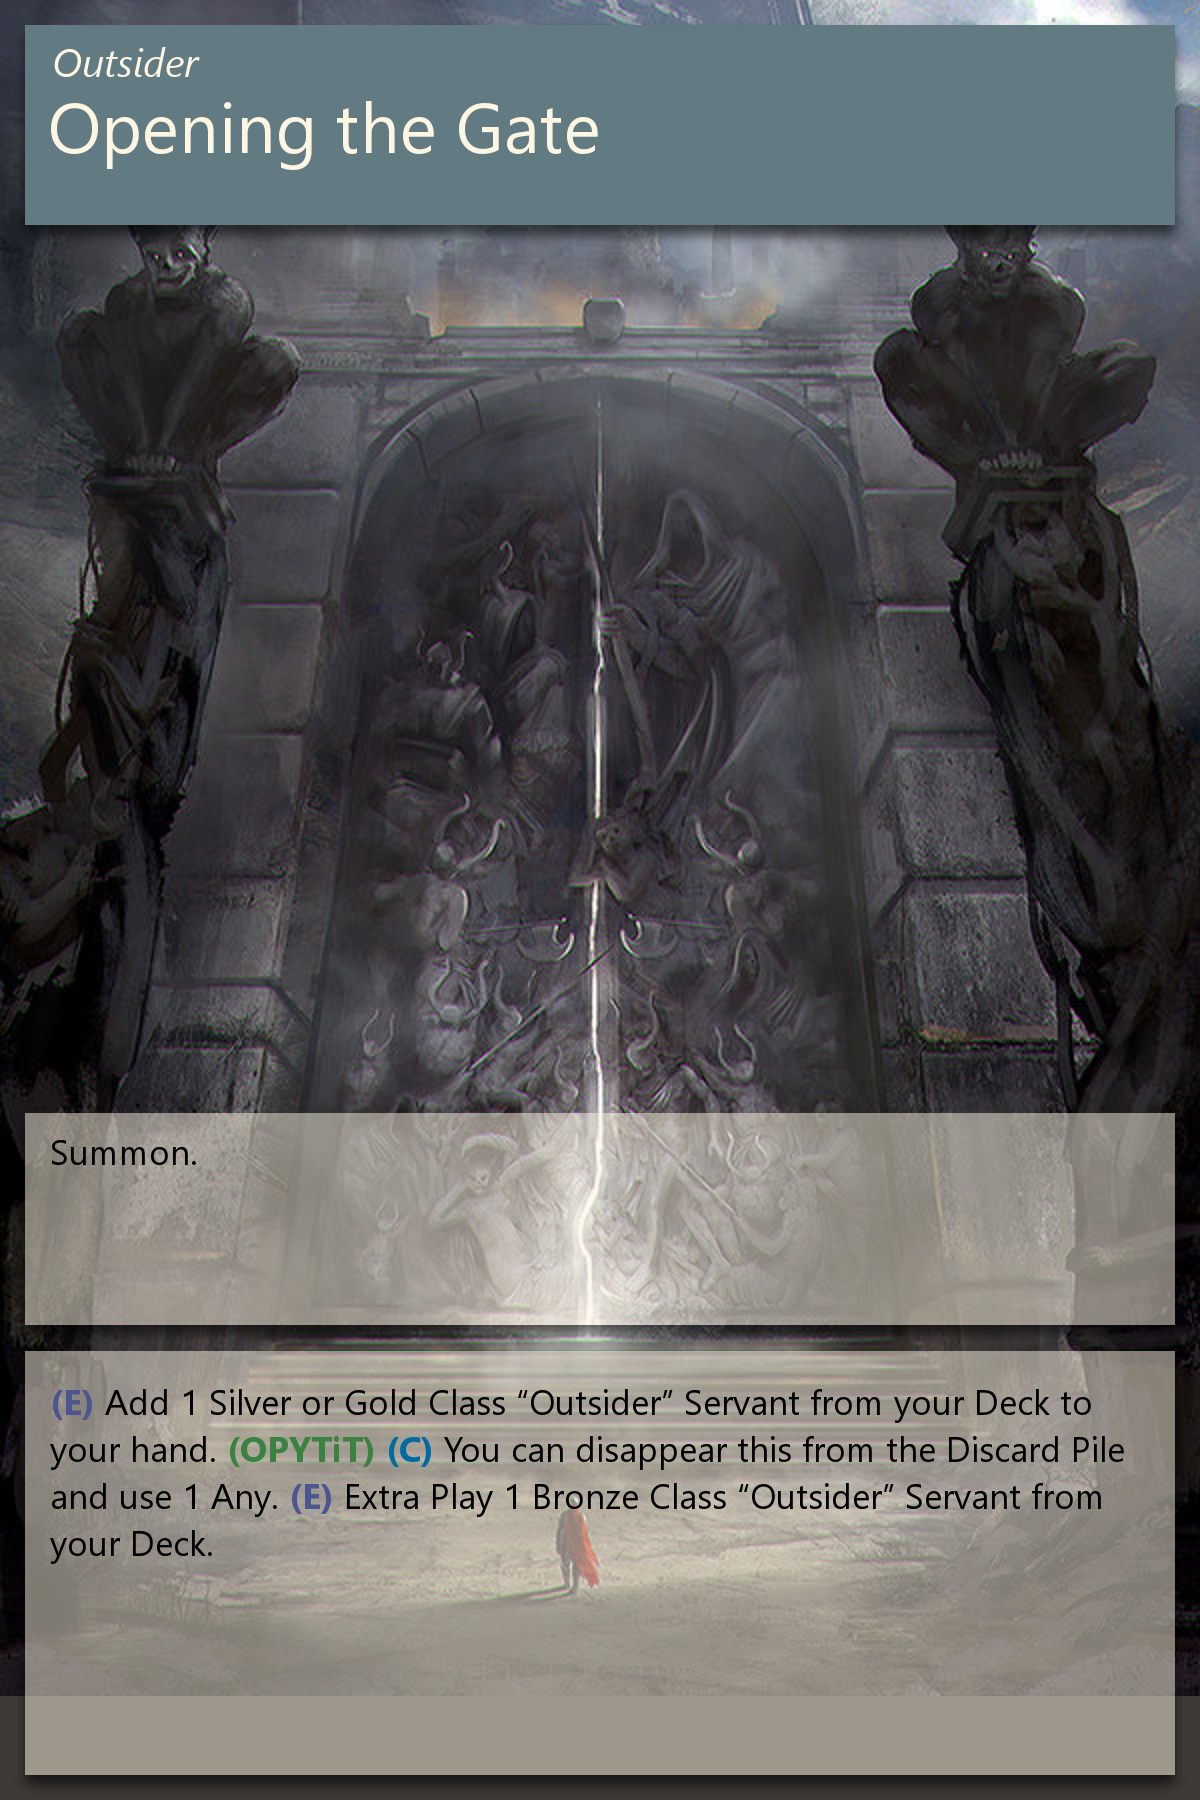 Outsider
Opening the Gate
Summon.
(E) Add 1 Silver or Gold Class “Outsider” Servant from your Deck to
your hand. (OPYTiT) (C) You can disappear this from the Discard Pile
and use 1 Any. (E) Extra Play 1 Bronze Class “Outsider” Servant from
your Deck.